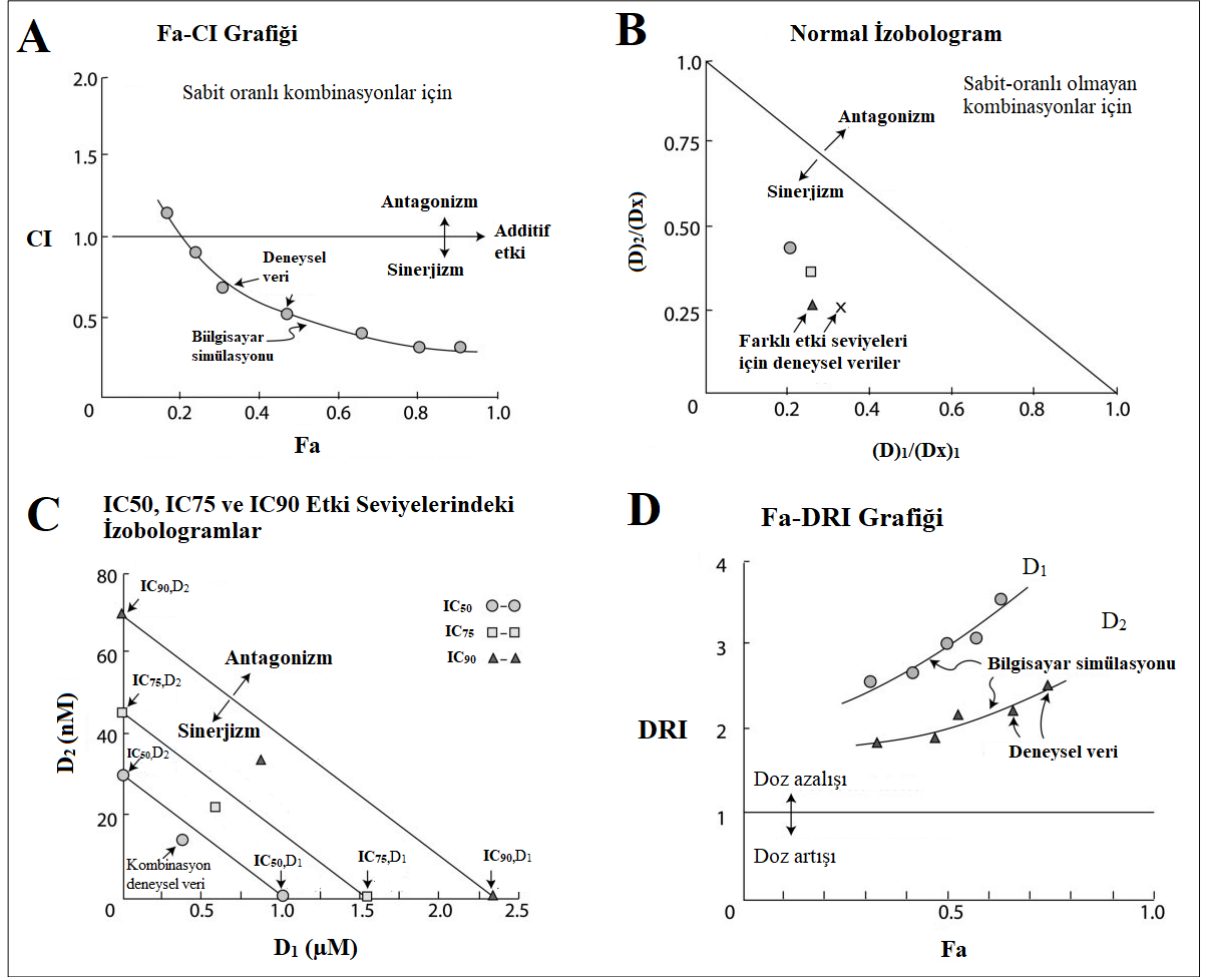 A
Fa-CI Grafiği
Sabit oranlı kombinasyonlar için
2.0
1.5
1.0
0.5
0
CI
Antagonizm
Additif
etki
Sinerjizm
Deneysel
veri
Biilgisayar
simülasyonu
0.2
0.4
0.6
0.8
1.0
Fa
B
Normal İzobologram
Sabit-oranlı olmayan
kombinasyonlar için
1.0
0.75
0.50
0.25
0
(D)2/(Dx)
Antagonizm
Sinerjizm
Farklı etki seviyeleri
için deneysel veriler
0.2
0.4
0.6
0.8
1.0
(D)1/(Dx)1
C
IC50, IC75 ve IC90 Etki Seviyelerindeki
İzobologramlar
80
60
40
20
0
D2 (nM)
IC90,D2
IC75,D2
IC50,D2
IC50
IC75
IC90
Antagonizm
Sinerjizm
Kombinasyon
deneysel veri
IC50,D1
IC75,D1
IC90,D1
0.5
1.0
1.5
2.0
2.5
D1 (µM)
D
Fa-DRI Grafiği
4
3
2
1
0
DRI
D1
D2
Bilgisayar simülasyonu
Deneysel veri
Doz azalışı
Doz artışı
0.5
1.0
Fa